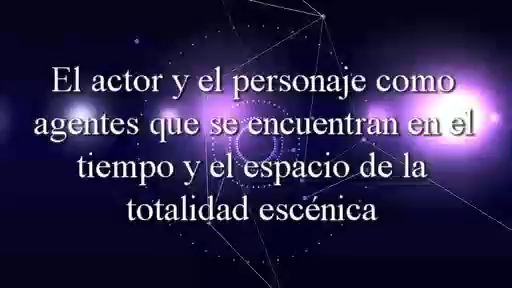 El actor y el personaje como
agentes que se encuentran en el
tiempo y el espacio de la
totalidad escénica